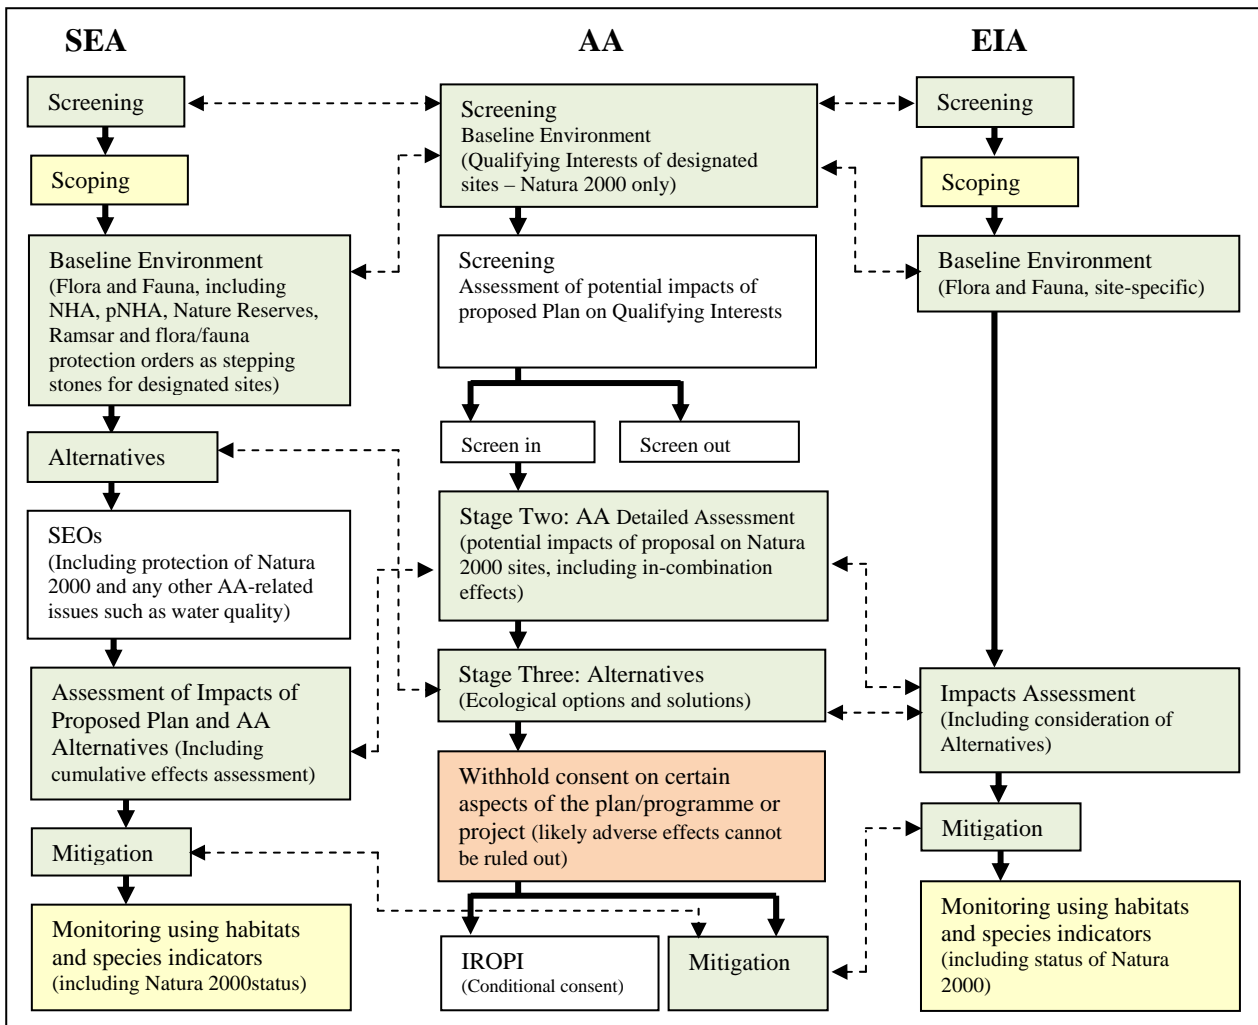 SEA
Screening
Scoping
Baseline Environment
(Flora and Fauna, including
NHA, pNHA, Nature Reserves,
Ramsar and flora/fauna
protection orders as stepping
stones for designated sites)
Alternatives
SEOs
(Including protection of Natura
2000 and any other AA-related
issues such as water quality)
Assessment of Impacts of
Proposed Plan and AA
Alternatives (Including
cumulative effects assessment)
Mitigation
Monitoring using habitats
and species indicators
(including Natura 2000status)
AA
Screening
Baseline Environment
(Qualifying Interests of designated
sites – Natura 2000 only)
Screening
Assessment of potential impacts of
proposed Plan on Qualifying Interests
Screen in
Screen out
Stage Two: AA Detailed Assessment
(potential impacts of proposal on Natura
2000 sites, including in-combination
effects)
Stage Three: Alternatives
(Ecological options and solutions)
Withhold consent on certain
aspects of the plan/programme or
project (likely adverse effects cannot
be ruled out)
IROPI
(Conditional consent)
Mitigation
EIA
Screening
Scoping
Baseline Environment
(Flora and Fauna, site-specific)
Impacts Assessment
(Including consideration of
Alternatives)
Mitigation
Monitoring using habitats
and species indicators
(including status of Natura
2000)